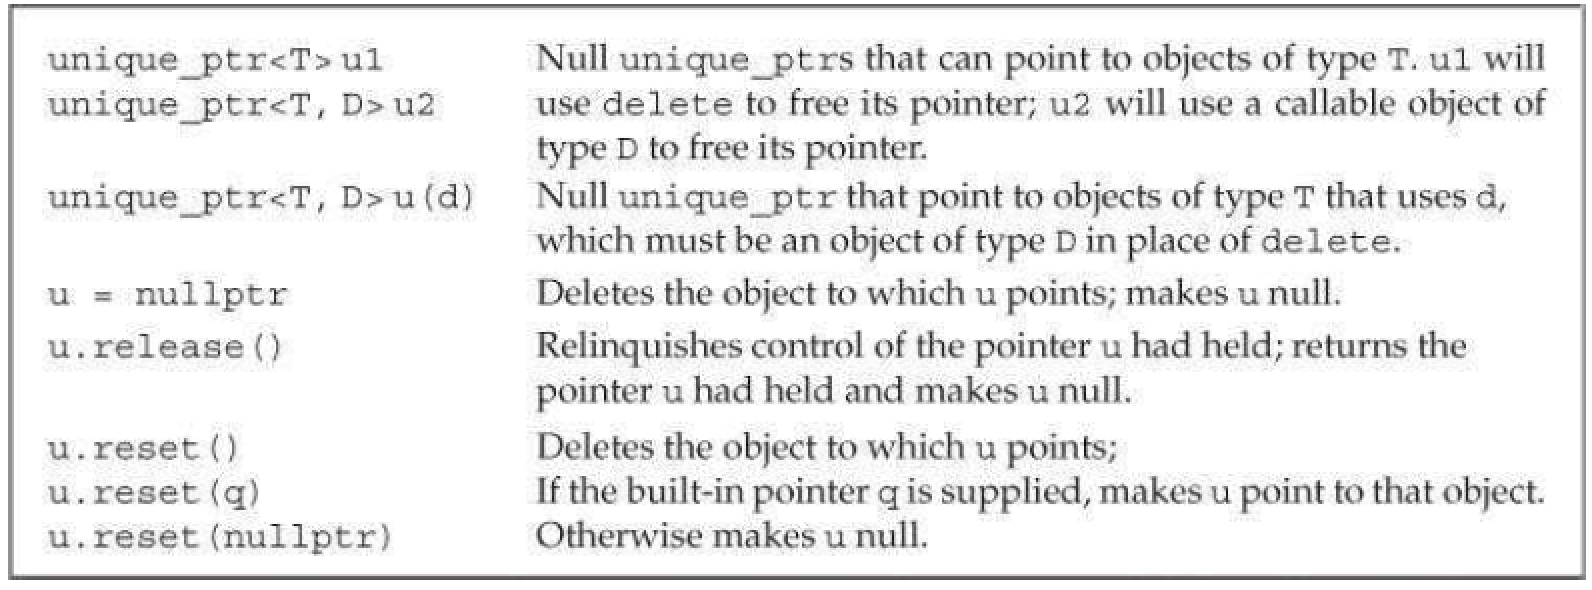 unique_ptr<T> u1 Null unique_ptrs that can point to objects of type T. u1 will
unique_ptr<T, D> u2 use delete to free its pointer; u2 will use a callable object of
type D to free its pointer.
unique_ptr<T, D> u(d) Null unique_ptr that point to objects of type T that uses d,
which must be an object of type D in place of delete.
u = nullptr Deletes the object to which u points; makes u null.
u.release() Relinquishes control of the pointer u had held; returns the
pointer u had held and makes u null.
u.reset() Deletes the object to which u points;
u.reset(q) If the built-in pointer q is supplied, makes u point to that object.
u.reset(nullptr) Otherwise makes u null.